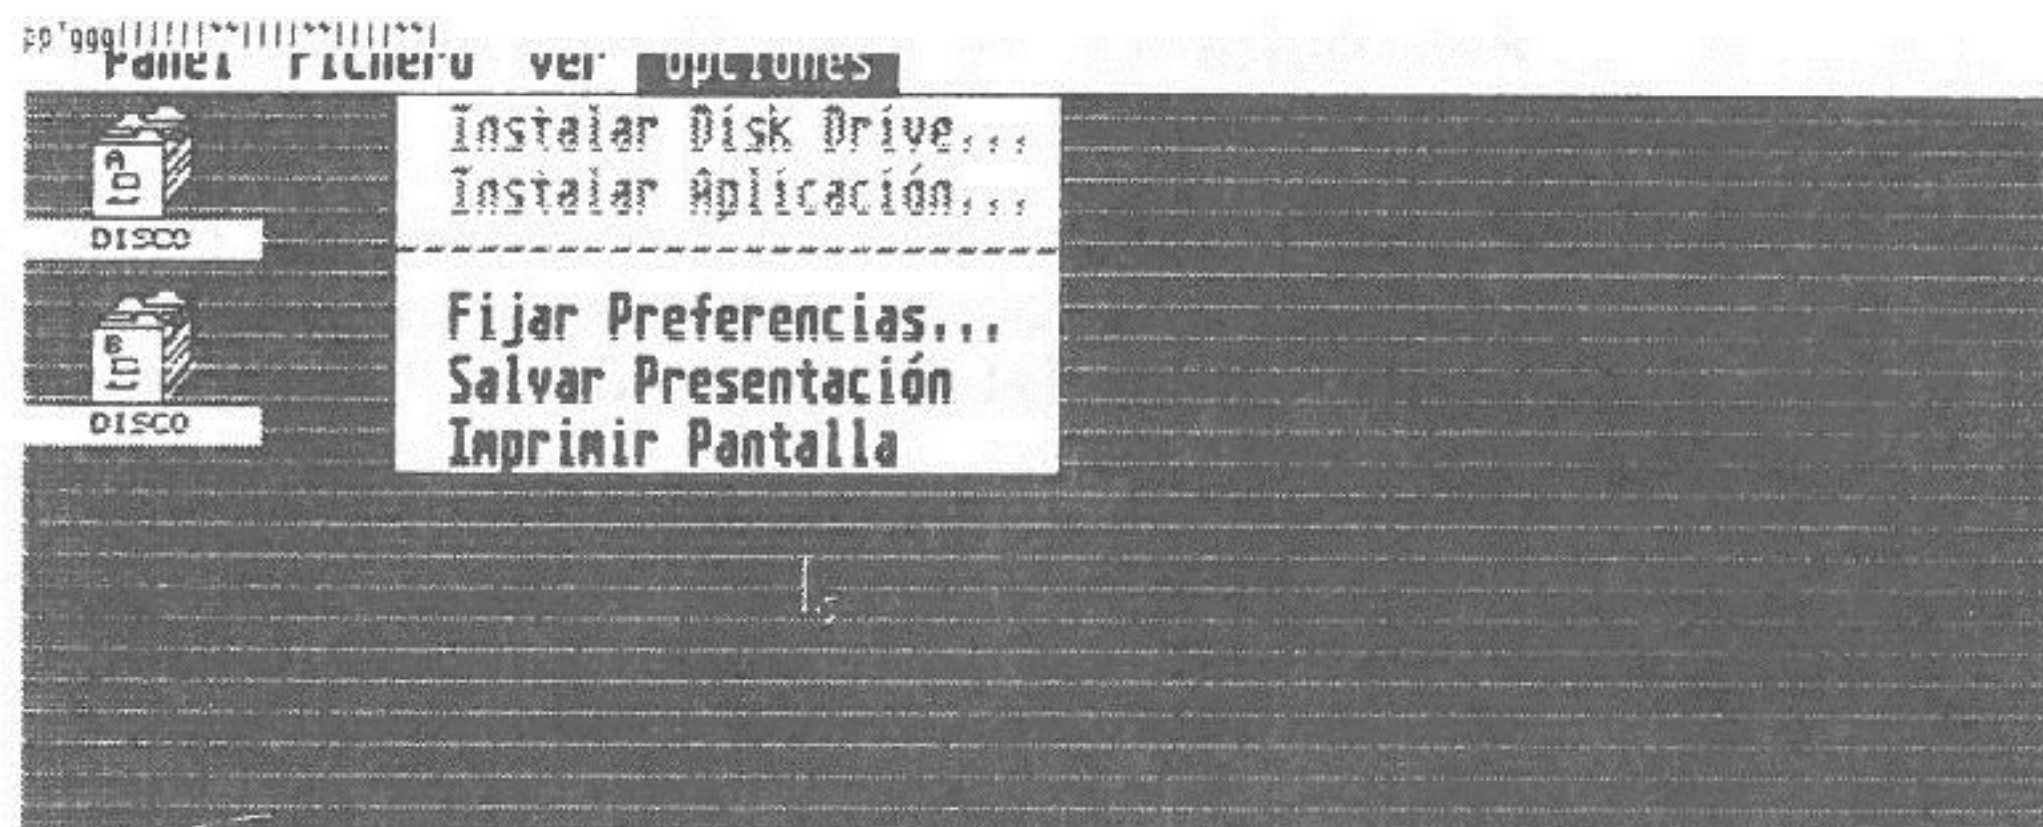 Panel Fichero Ver Opciones
Instalar Disk Drive...
Instalar Aplicación...
Fijar Preferencias...
Salvar Presentación
Imprimir Pantalla
A
DISCO
B
DISCO